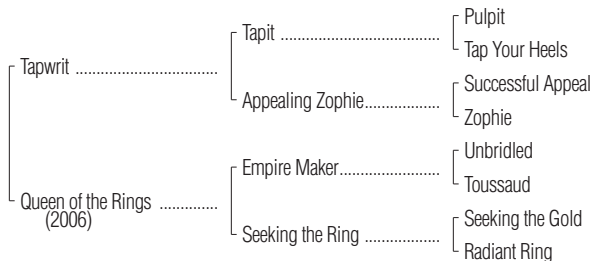 Pulpit
Tapit ..................................
Tap Your Heels
Tapwrit ..................................
Successful Appeal
Appealing Zophie..................
Zophie
Unbridled
Empire Maker........................
Toussaud
Queen of the Rings ..............
(2006)
Seeking the Gold
Seeking the Ring ..................
Radiant Ring